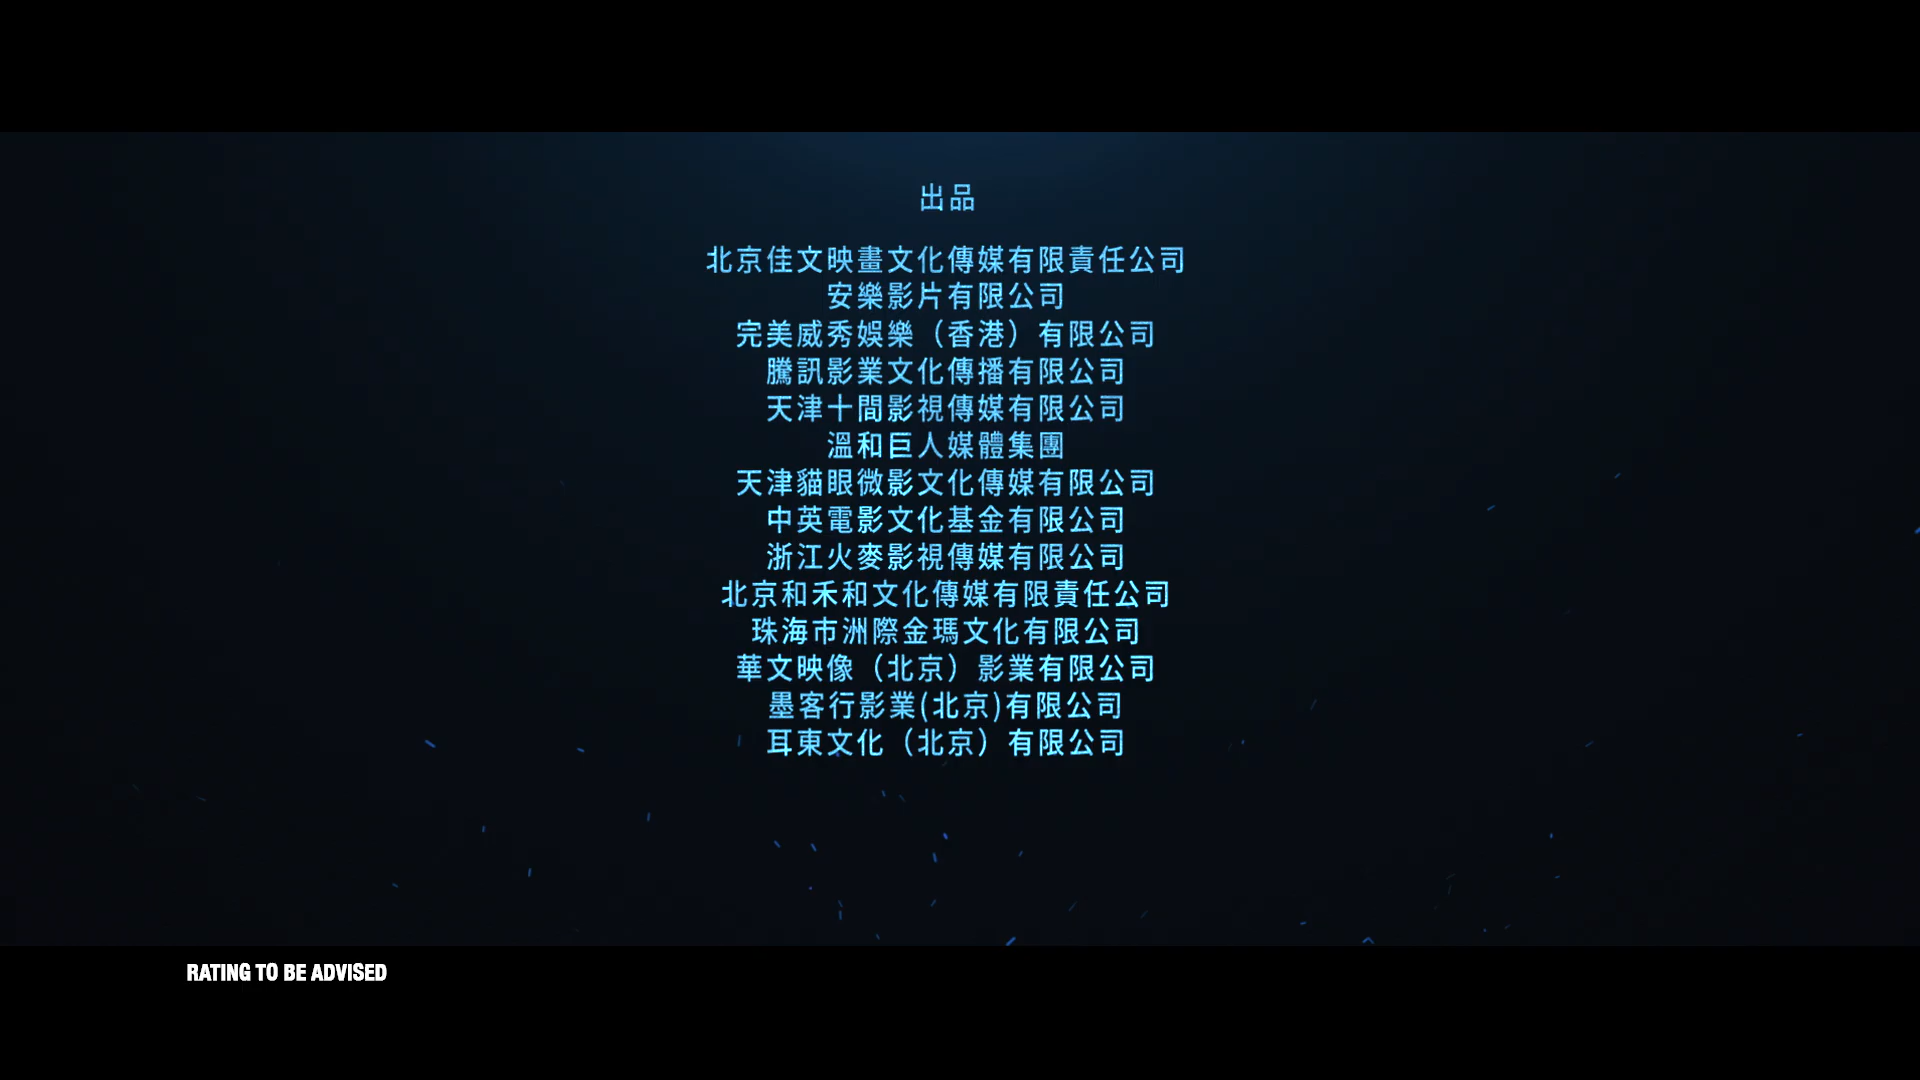 出品
北京佳文映畫文化傳媒有限責任公司
安樂影片有限公司
完美威秀娛樂（香港）有限公司
騰訊影業文化傳播有限公司
天津十間影視傳媒有限公司
溫和巨人媒體集團
天津貓眼微影文化傳媒有限公司
中英電影文化基金有限公司
浙江火麥影視傳媒有限公司
北京和禾和文化傳媒有限責任公司
珠海市洲際金瑪文化有限公司
華文映像（北京）影業有限公司
墨客行影業(北京)有限公司
耳東文化（北京）有限公司
RATING TO BE ADVISED